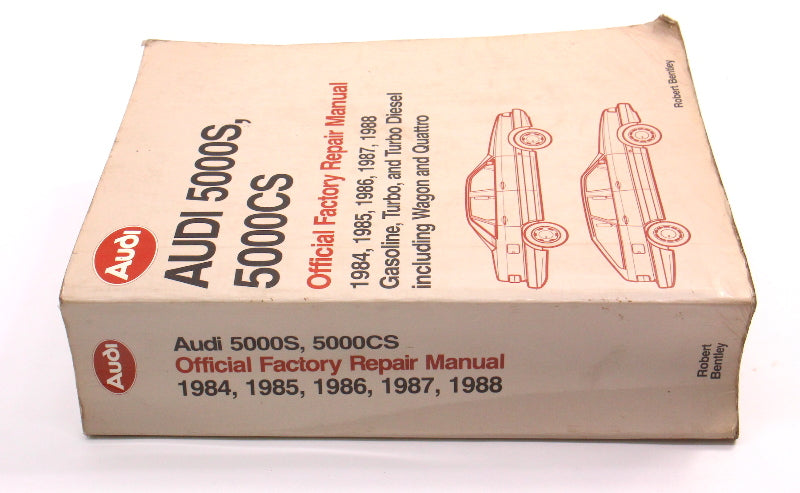 Audi
AUDI 5000S,
5000CS
Official Factory Repair Manual
1984, 1985, 1986, 1987, 1988
Gasoline, Turbo, and Turbo Diesel
including Wagon and Quattro
Robert Bentley
Audi
Audi 5000S, 5000CS
Official Factory Repair Manual
1984, 1985, 1986, 1987, 1988
Robert
Bentley